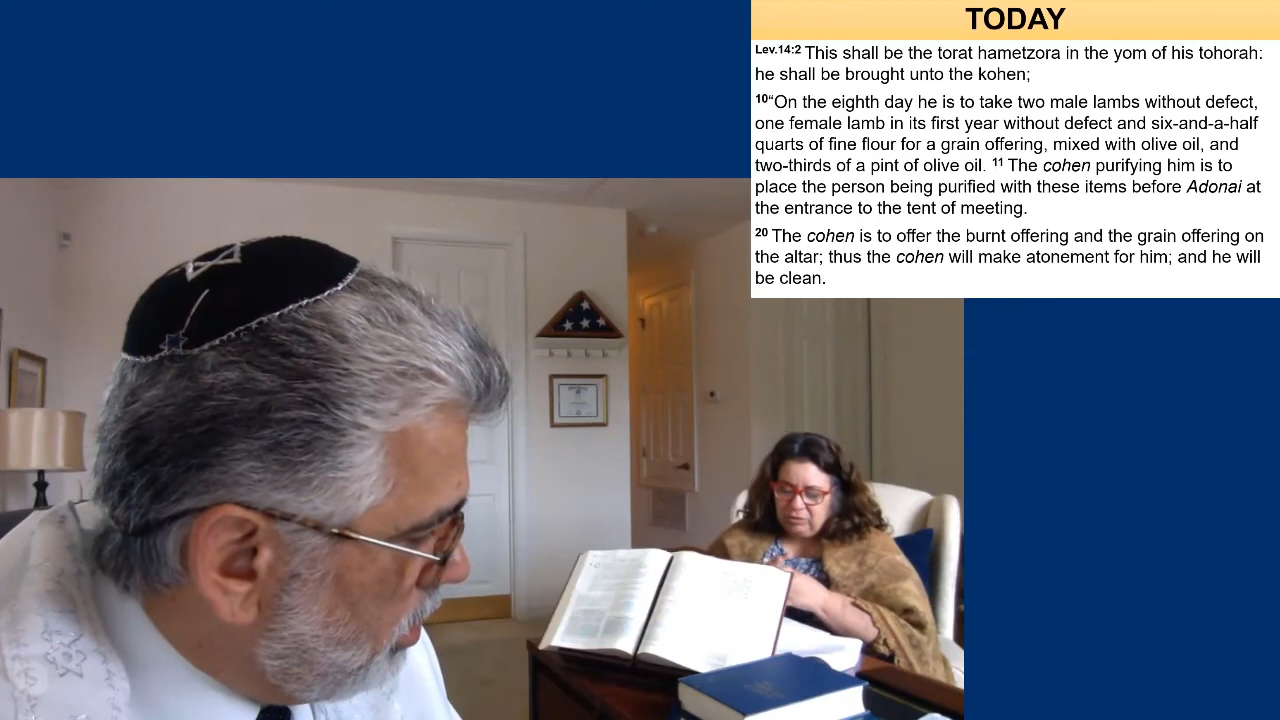 TODAY
Lev.14:2 This shall be the torat hametzora in the yom of his tohorah:
he shall be brought unto the kohen;
10“On the eighth day he is to take two male lambs without defect,
one female lamb in its first year without defect and six-and-a-half
quarts of fine flour for a grain offering, mixed with olive oil, and
two-thirds of a pint of olive oil. 11 The cohen purifying him is to
place the person being purified with these items before Adonai at
the entrance to the tent of meeting.
20 The cohen is to offer the burnt offering and the grain offering on
the altar; thus the cohen will make atonement for him; and he will
be clean.